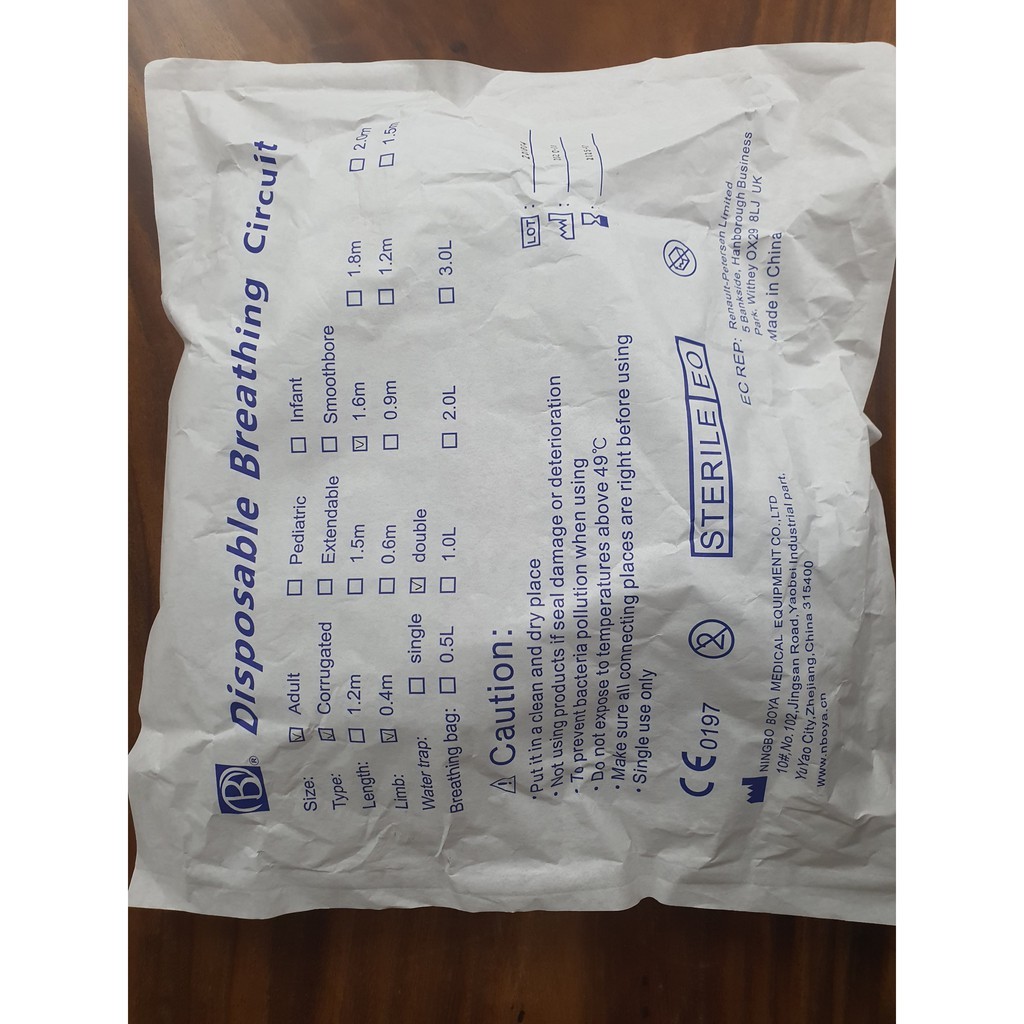 B ® Disposable Breathing Circuit
Size: ☑ Adult ☐ Pediatric ☐ Infant
Type: ☑ Corrugated ☐ Extendable ☐ Smoothbore
Length: ☐ 1.2m ☐ 1.5m ☑ 1.6m ☐ 1.8m ☐ 2.0m
Limb: ☑ 0.4m ☐ 0.6m ☐ 0.9m ☐ 1.2m ☐ 1.5m
Water trap: ☐ single ☑ double
Breathing bag: ☐ 0.5L ☐ 1.0L ☐ 2.0L ☐ 3.0L
⚠ Caution:
· Put it in a clean and dry place
· Not using products if seal damage or deterioration
· To prevent bacteria pollution when using
· Do not expose to temperatures above 49℃
· Make sure all connecting places are right before using
· Single use only
LOT :
:
:
CE 0197 2 STERILE EO
NINGBO BOYA MEDICAL EQUIPMENT CO.,LTD
10#,No.102,Jingsan Road,Yaobei Industrial part.
YuYao City,Zhejiang,China 315400
www.nboya.cn
EC REP: Renault-Petersen Limited
5 Bankside, Hanborough Business
Park, Withey OX29 8LJ UK
Made in China